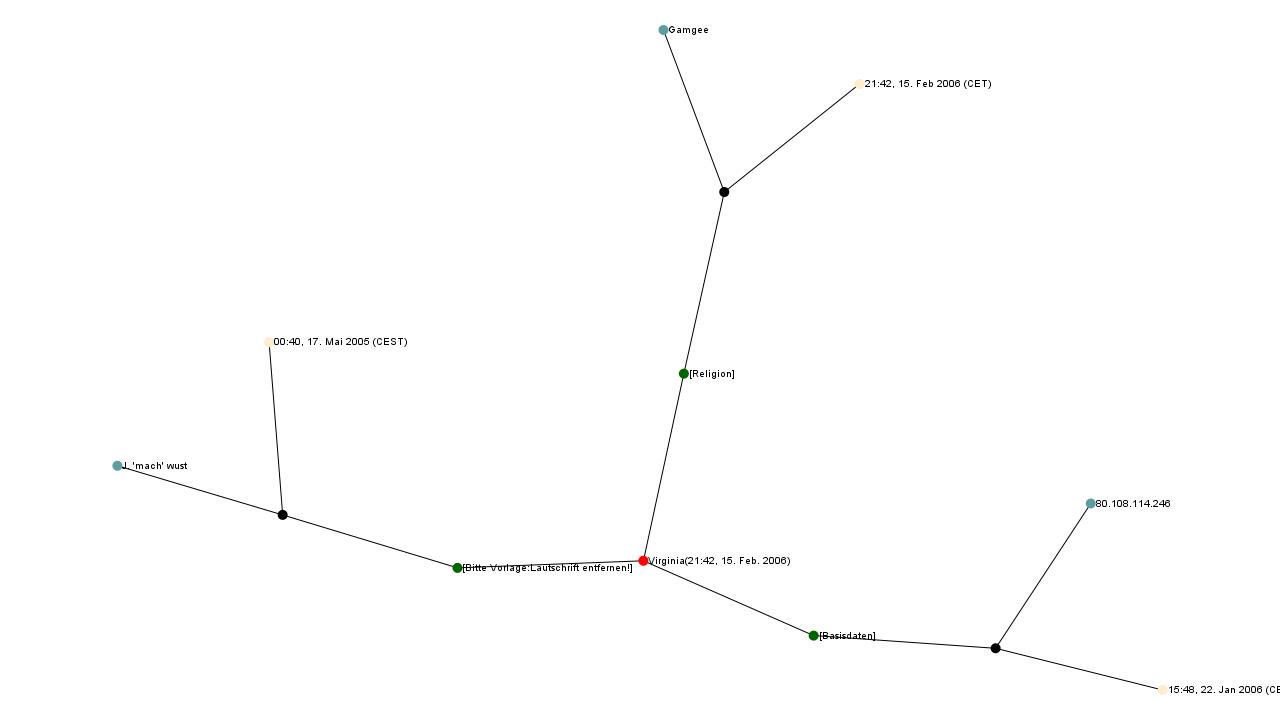 Gamgee
21:42, 15. Feb 2006 (CET)
00:40, 17. Mai 2005 (CEST)
[Religion]
J. 'mach' wust
80.108.114.246
Virginia(21:42, 15. Feb. 2006)
[Bitte Vorlage:Lautschrift entfernen!]
[Basisdaten]
15:48, 22. Jan 2006 (CE